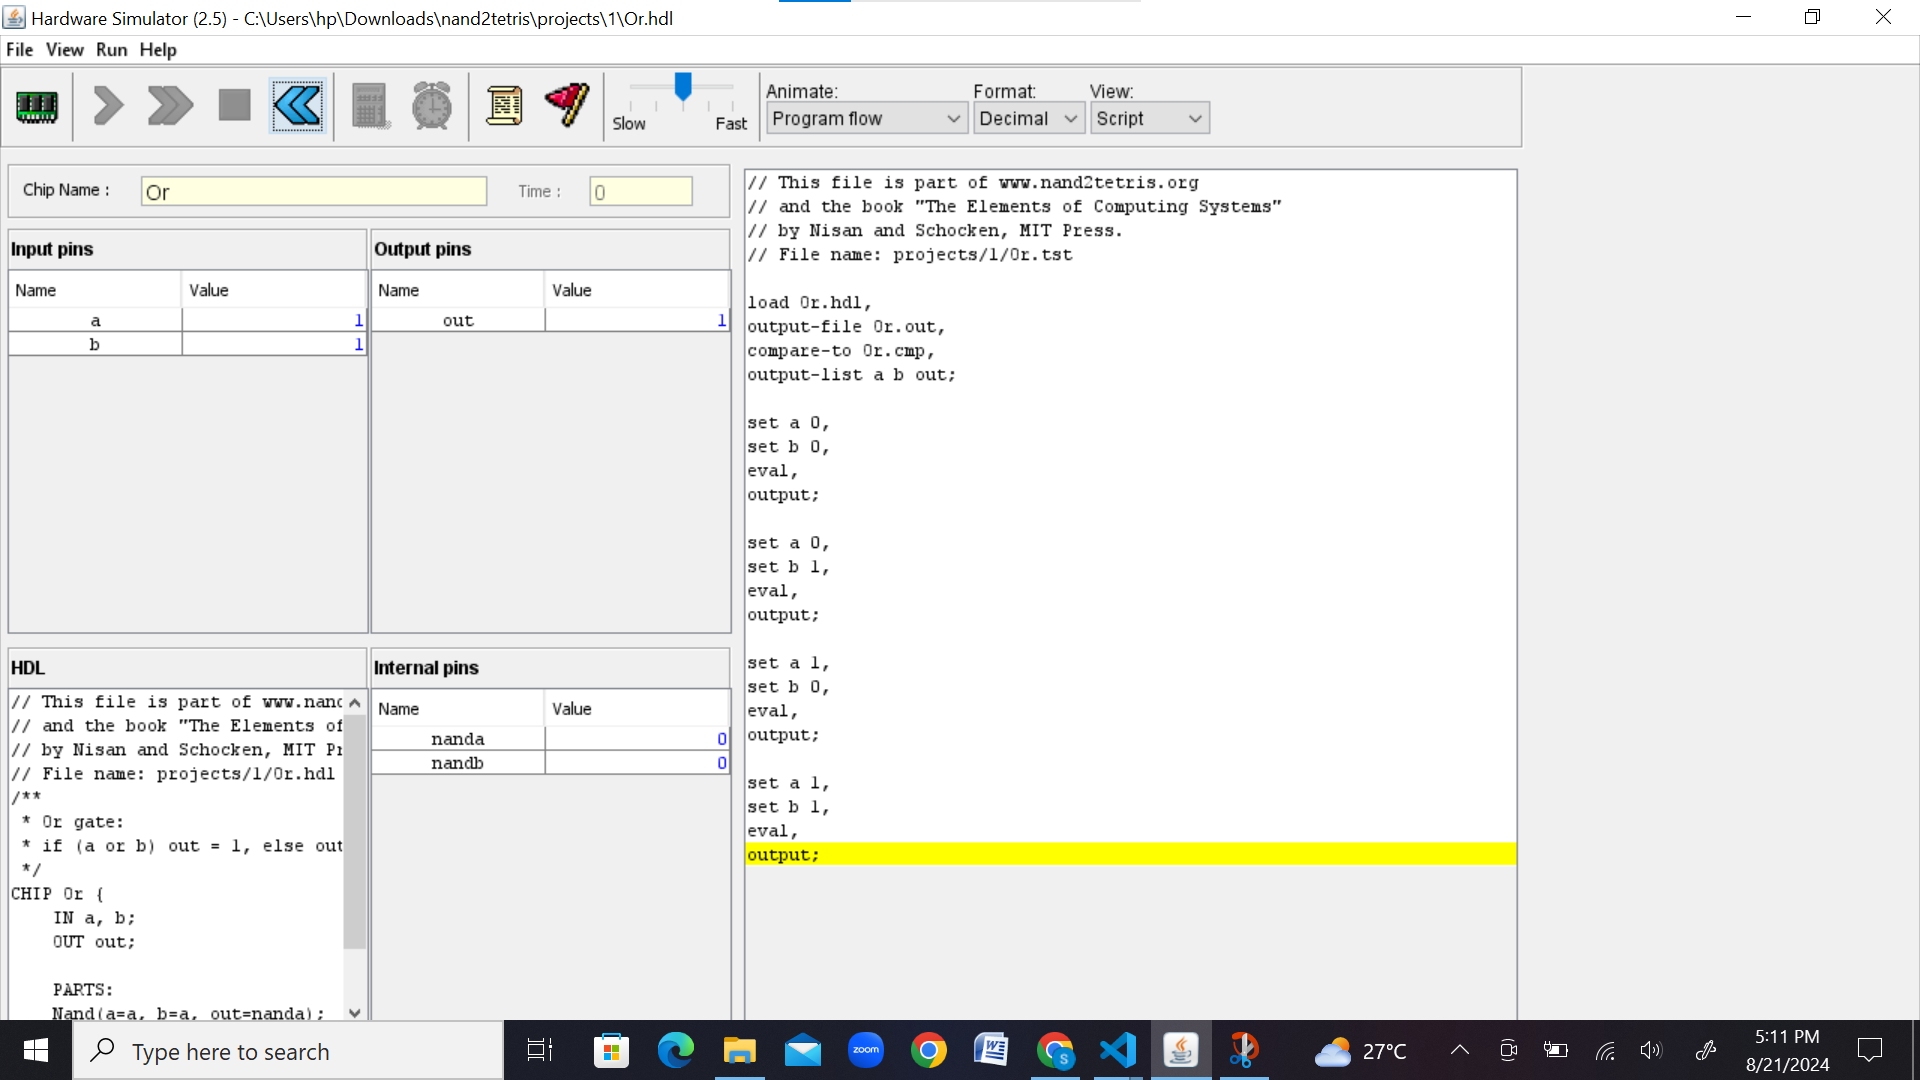 Hardware Simulator (2.5) - C:\Users\hp\Downloads\nand2tetris\projects\1\Or.hdl
File View Run Help
Slow
Fast
Animate:
Program flow
Format:
Decimal
View:
Script
Chip Name :
Or
Time :
0
Input pins
Name Value
a 1
b 1
Output pins
Name Value
out 1
HDL
// This file is part of www.nanc
// and the book "The Elements of
// by Nisan and Schocken, MIT Pr
// File name: projects/1/Or.hdl
/**
* Or gate:
* if (a or b) out = 1, else out
*/
CHIP Or {
IN a, b;
OUT out;
PARTS:
Nand(a=a, b=a, out=nanda);
Internal pins
Name Value
nanda 0
nandb 0
// This file is part of www.nand2tetris.org
// and the book "The Elements of Computing Systems"
// by Nisan and Schocken, MIT Press.
// File name: projects/1/Or.tst
load Or.hdl,
output-file Or.out,
compare-to Or.cmp,
output-list a b out;
set a 0,
set b 0,
eval,
output;
set a 0,
set b 1,
eval,
output;
set a 1,
set b 0,
eval,
output;
set a 1,
set b 1,
eval,
output;
Type here to search
zoom
S
27°C
5:11 PM
8/21/2024